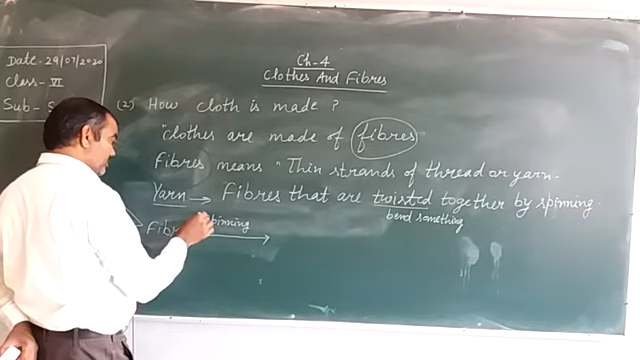 Date- 29/07/2020
Class- VI
Sub- S
Ch-4
Clothes And Fibres
(2) How cloth is made ?
"Clothes are made of fibres"
Fibres means "Thin strands of thread or yarn.
Yarn → Fibres that are twisted together by spinning.
bend something
Fibr spinning